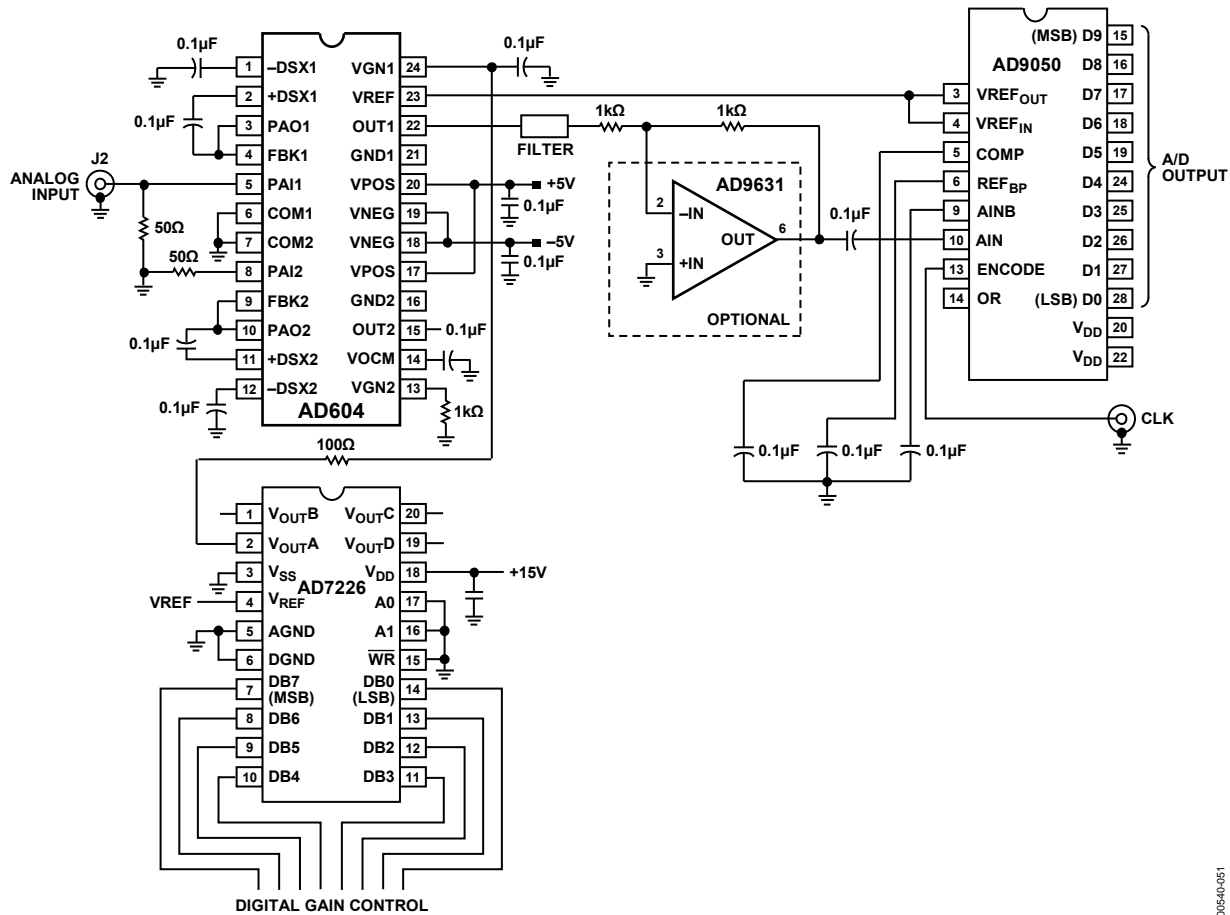 0.1µF
1 –DSX1 VGN1 24
0.1µF
2 +DSX1 VREF 23
0.1µF
3 PAO1 OUT1 22
4 FBK1 GND1 21
J2
ANALOG
INPUT
5 PAI1 VPOS 20
+5V
0.1µF
6 COM1 VNEG 19
50Ω
7 COM2 VNEG 18
–5V
0.1µF
50Ω
8 PAI2 VPOS 17
9 FBK2 GND2 16
0.1µF
10 PAO2 OUT2 15
0.1µF
11 +DSX2 VOCM 14
0.1µF
12 –DSX2 VGN2 13
AD604
1kΩ
FILTER
1kΩ
1kΩ
AD9631
2 –IN
OUT 6
3 +IN
OPTIONAL
0.1µF
AD9050
(MSB) D9 15
D8 16
3 VREFOUT D7 17
4 VREFIN D6 18
5 COMP D5 19
6 REFBP D4 24
9 AINB D3 25
10 AIN D2 26
13 ENCODE D1 27
14 OR (LSB) D0 28
VDD 20
VDD 22
A/D
OUTPUT
CLK
0.1µF
0.1µF
0.1µF
100Ω
1 VOUTB VOUTC 20
2 VOUTA VOUTD 19
3 VSS VDD 18
+15V
AD7226
VREF
4 VREF A0 17
5 AGND A1 16
6 DGND WR 15
7 DB7 (MSB) DB0 (LSB) 14
8 DB6 DB1 13
9 DB5 DB2 12
10 DB4 DB3 11
DIGITAL GAIN CONTROL
00540-051